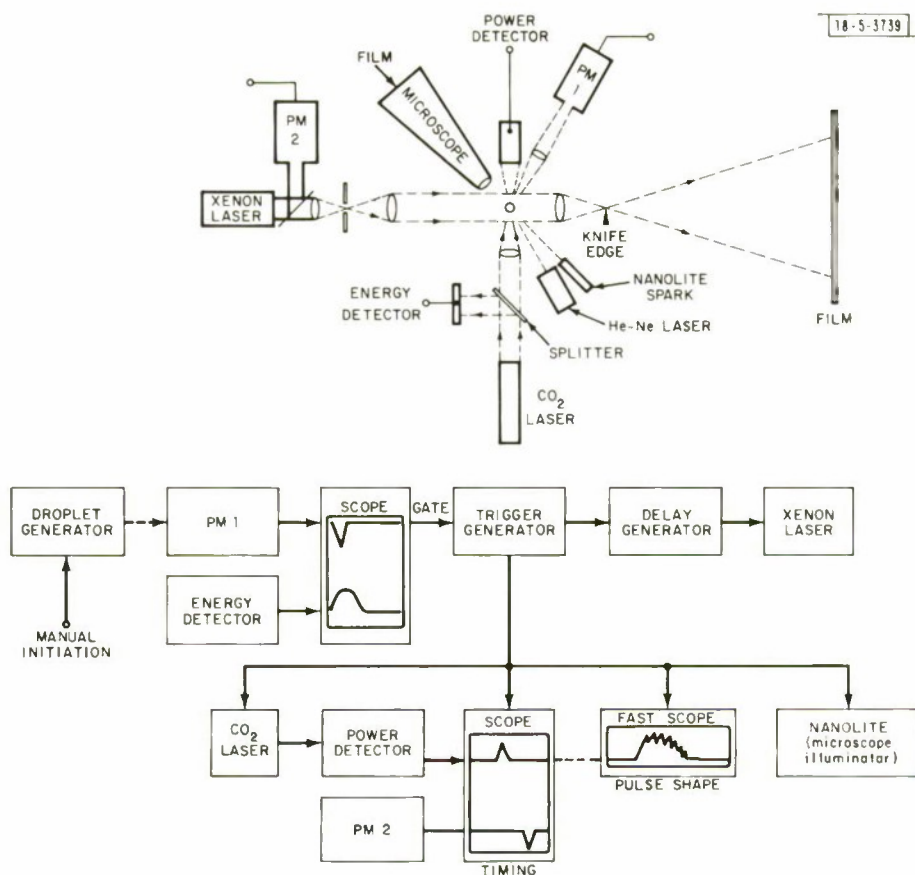 18-5-3739
POWER
DETECTOR
FILM
MICROSCOPE
PM 1
PM
2
XENON
LASER
KNIFE
EDGE
NANOLITE
SPARK
ENERGY
DETECTOR
He-Ne LASER
FILM
SPLITTER
CO2
LASER
DROPLET
GENERATOR
PM 1
SCOPE
GATE
TRIGGER
GENERATOR
DELAY
GENERATOR
XENON
LASER
ENERGY
DETECTOR
MANUAL
INITIATION
CO2
LASER
POWER
DETECTOR
SCOPE
FAST SCOPE
NANOLITE
(microscope
illuminator)
PULSE SHAPE
PM 2
TIMING